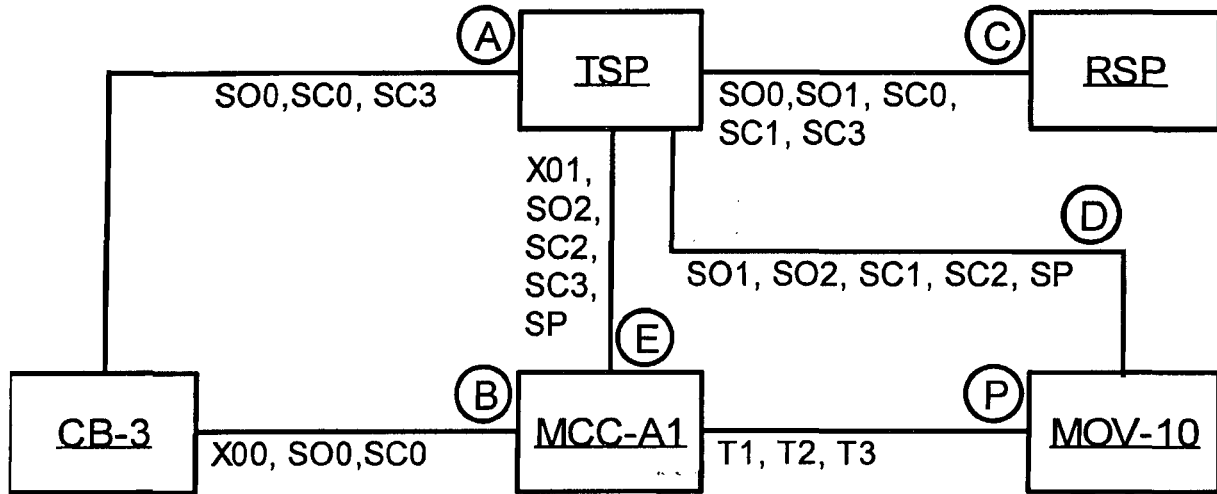 A
TSP
C
RSP
SO0,SC0, SC3
SO0,SO1, SC0,
SC1, SC3
X01,
SO2,
SC2,
SC3,
SP
D
SO1, SO2, SC1, SC2, SP
E
CB-3
B
MCC-A1
P
MOV-10
X00, SO0,SC0
T1, T2, T3